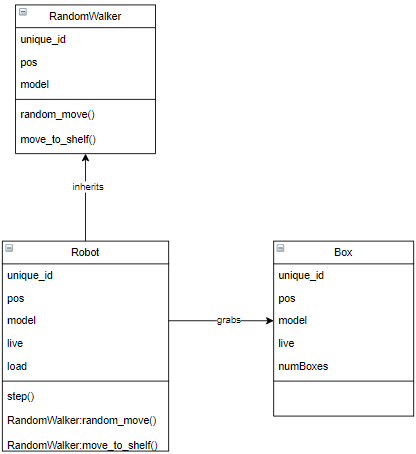 RandomWalker
unique_id
pos
model
random_move()
move_to_shelf()
inherits
Robot
unique_id
pos
model
live
load
step()
RandomWalker:random_move()
RandomWalker:move_to_shelf()
grabs
Box
unique_id
pos
model
live
numBoxes